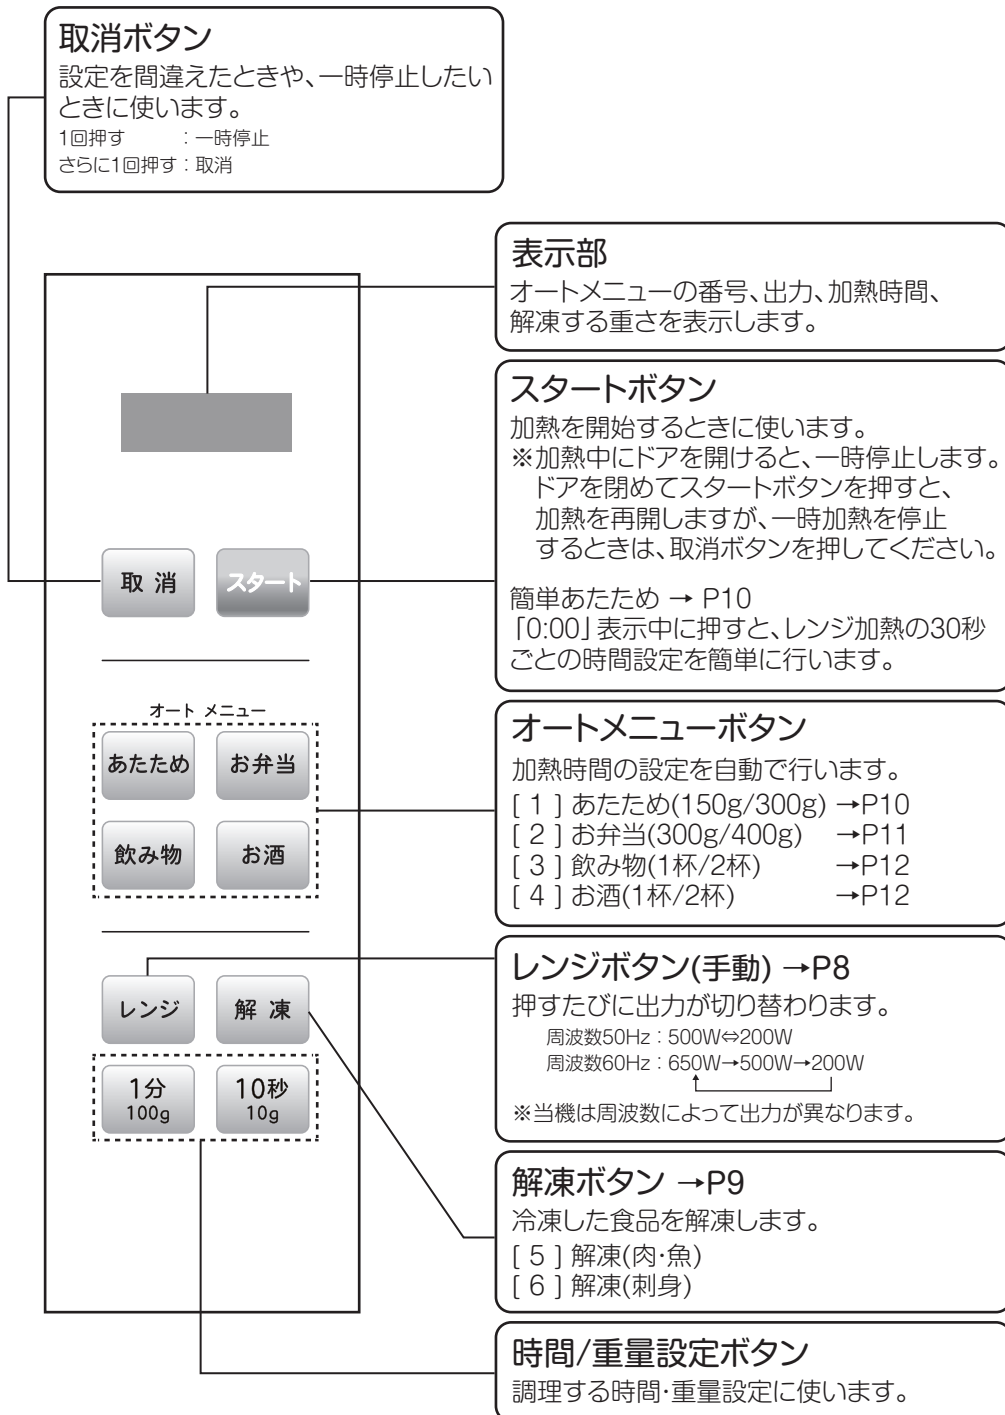 取消ボタン
設定を間違えたときや、一時停止したい
ときに使います。
1回押す　　　：一時停止
さらに1回押す：取消
表示部
オートメニューの番号、出力、加熱時間、
解凍する重さを表示します。
スタートボタン
加熱を開始するときに使います。
※加熱中にドアを開けると、一時停止します。
ドアを閉めてスタートボタンを押すと、
加熱を再開しますが、一時加熱を停止
するときは、取消ボタンを押してください。
簡単あたため → P10
「0:00」表示中に押すと、レンジ加熱の30秒
ごとの時間設定を簡単に行います。
取 消
スタート
オート メニュー
あたため
お弁当
飲み物
お酒
オートメニューボタン
加熱時間の設定を自動で行います。
[ 1 ] あたため(150g/300g) →P10
[ 2 ] お弁当(300g/400g) →P11
[ 3 ] 飲み物(1杯/2杯) →P12
[ 4 ] お酒(1杯/2杯) →P12
レンジ
解 凍
1分
100g
10秒
10g
レンジボタン(手動) →P8
押すたびに出力が切り替わります。
周波数50Hz：500W⇔200W
周波数60Hz：650W→500W→200W
※当機は周波数によって出力が異なります。
解凍ボタン →P9
冷凍した食品を解凍します。
[ 5 ] 解凍(肉･魚)
[ 6 ] 解凍(刺身)
時間/重量設定ボタン
調理する時間･重量設定に使います。